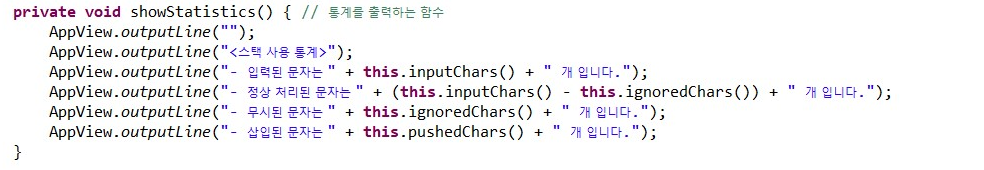 private void showStatistics() { // 통계를 출력하는 함수
    AppView.outputLine("");
    AppView.outputLine("<스택 사용 통계>");
    AppView.outputLine("- 입력된 문자는 " + this.inputChars() + " 개 입니다.");
    AppView.outputLine("- 정상 처리된 문자는 " + (this.inputChars() - this.ignoredChars()) + " 개 입니다.");
    AppView.outputLine("- 무시된 문자는 " + this.ignoredChars() + " 개 입니다.");
    AppView.outputLine("- 삽입된 문자는 " + this.pushedChars() + " 개 입니다.");
}